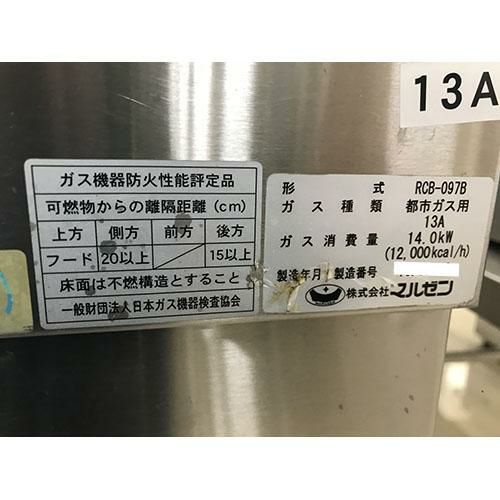 13A
ガス機器防火性能評定品
可燃物からの離隔距離(cm)
上方 側方 前方 後方
フード 20以上 15以上
床面は不燃構造とすること
一般財団法人日本ガス機器検査協会
形 式 RCB-097B
ガス種類 都市ガス用
13A
ガス消費量 14.0kW
(12,000kcal/h)
製造年月/製造番号
株式会社マルゼン